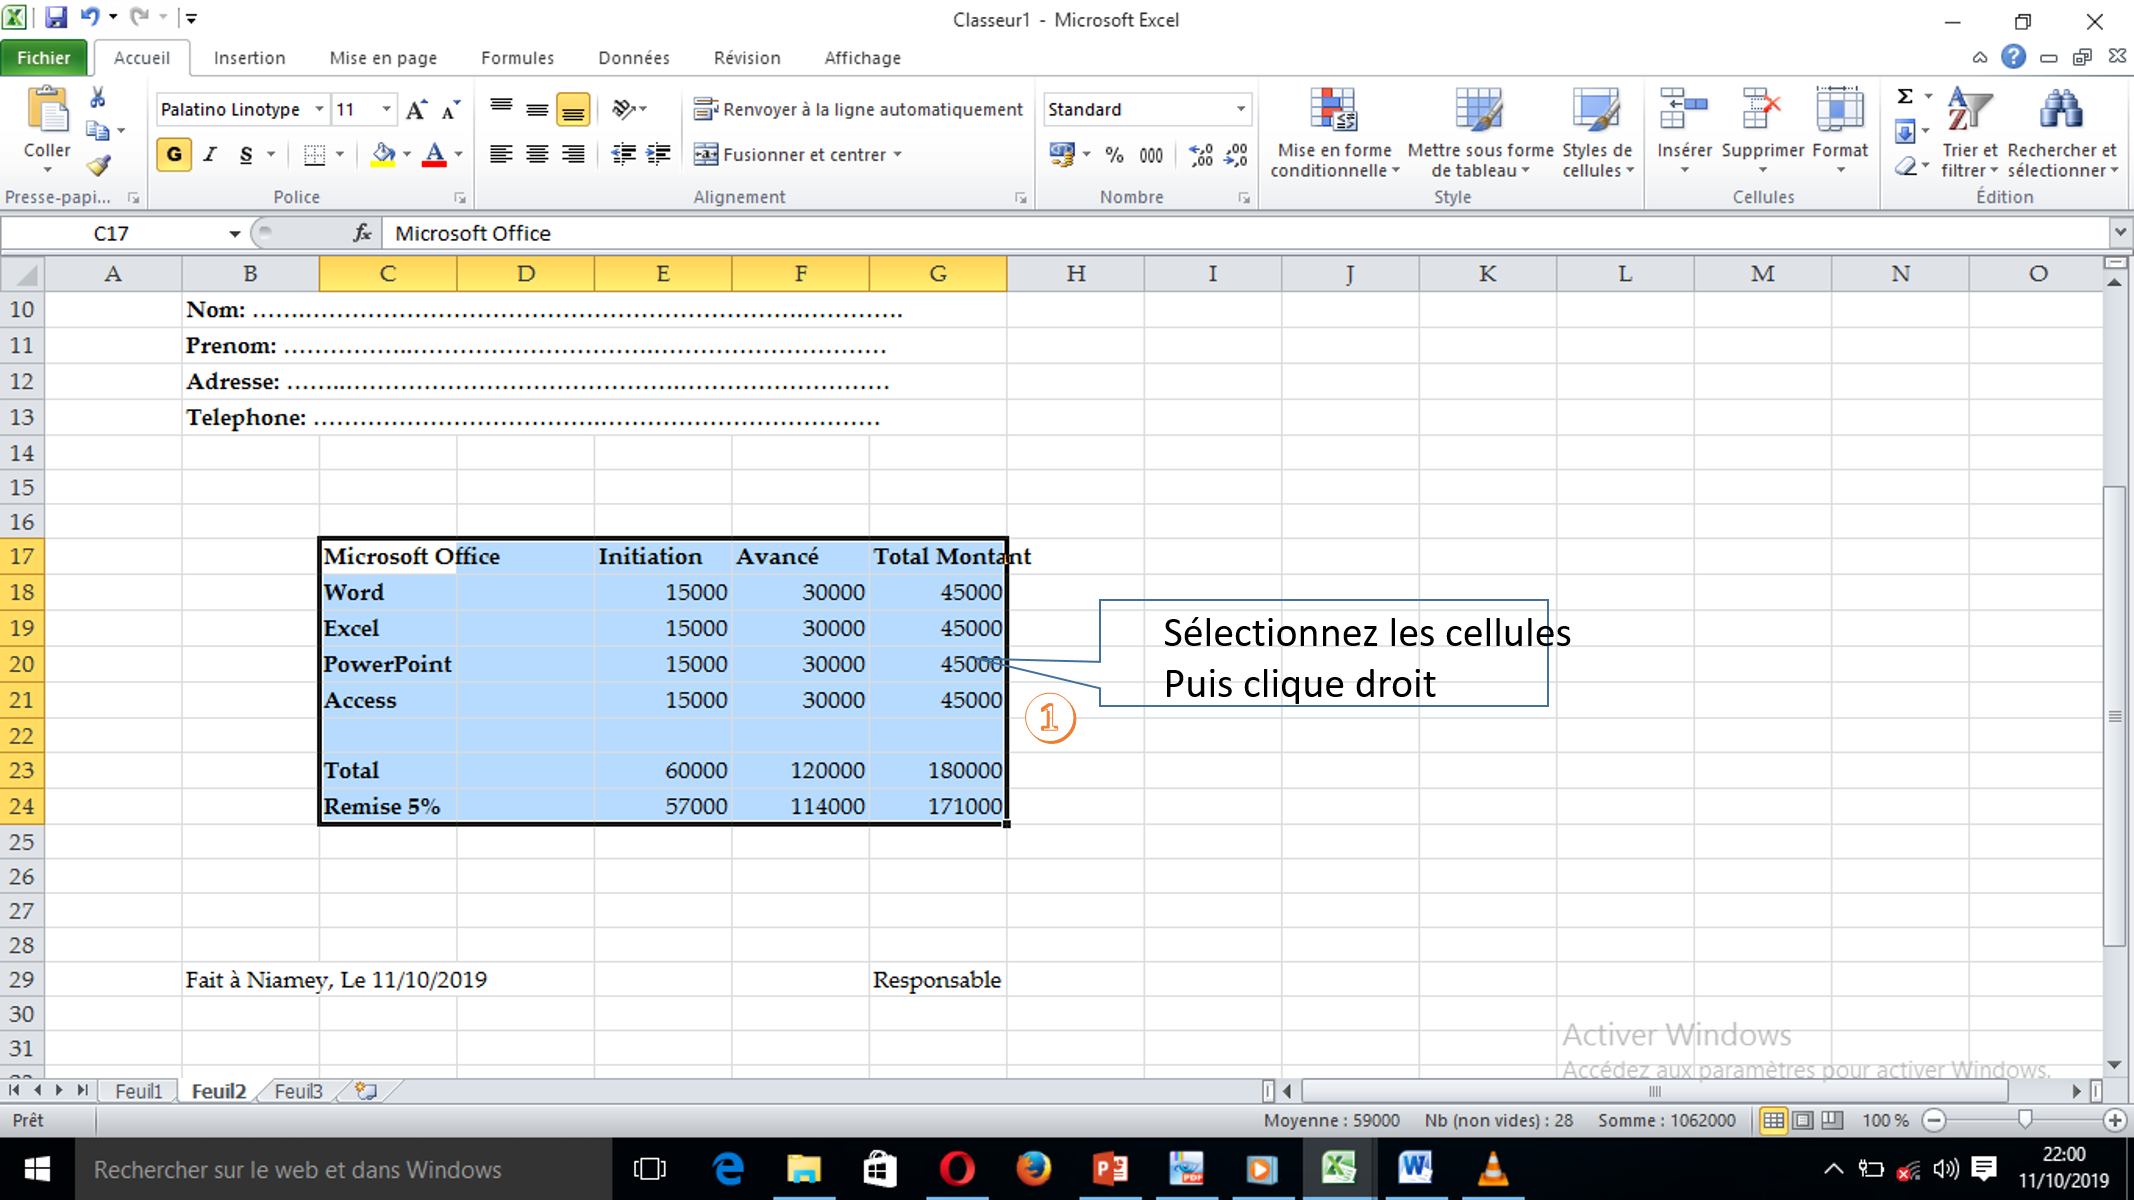 Classeur1 - Microsoft Excel
Fichier Accueil Insertion Mise en page Formules Données Révision Affichage
Coller
Palatino Linotype 11
G I S
Renvoyer à la ligne automatiquement
Fusionner et centrer
Standard
% 000
Mise en forme conditionnelle
Mettre sous forme de tableau
Styles de cellules
Insérer Supprimer Format
Trier et filtrer
Rechercher et sélectionner
Presse-papi... Police Alignement Nombre Style Cellules Édition
C17 fx Microsoft Office
A B C D E F G H I J K L M N O
10 Nom: ………………………………………………………………………….
11 Prenom: ……………………………………………………………………
12 Adresse: ……………………………………………………………………
13 Telephone: ………………………………………………………………
14
15
16
17 Microsoft Office Initiation Avancé Total Montant
18 Word 15000 30000 45000
19 Excel 15000 30000 45000
20 PowerPoint 15000 30000 45000
21 Access 15000 30000 45000
22
23 Total 60000 120000 180000
24 Remise 5% 57000 114000 171000
Sélectionnez les cellules
Puis clique droit
1
25
26
27
28
29 Fait à Niamey, Le 11/10/2019 Responsable
30
31
Activer Windows
Accédez aux paramètres pour activer Windows.
Feuil1 Feuil2 Feuil3
Prêt Moyenne : 59000 Nb (non vides) : 28 Somme : 1062000 100 %
Rechercher sur le web et dans Windows
22:00
11/10/2019